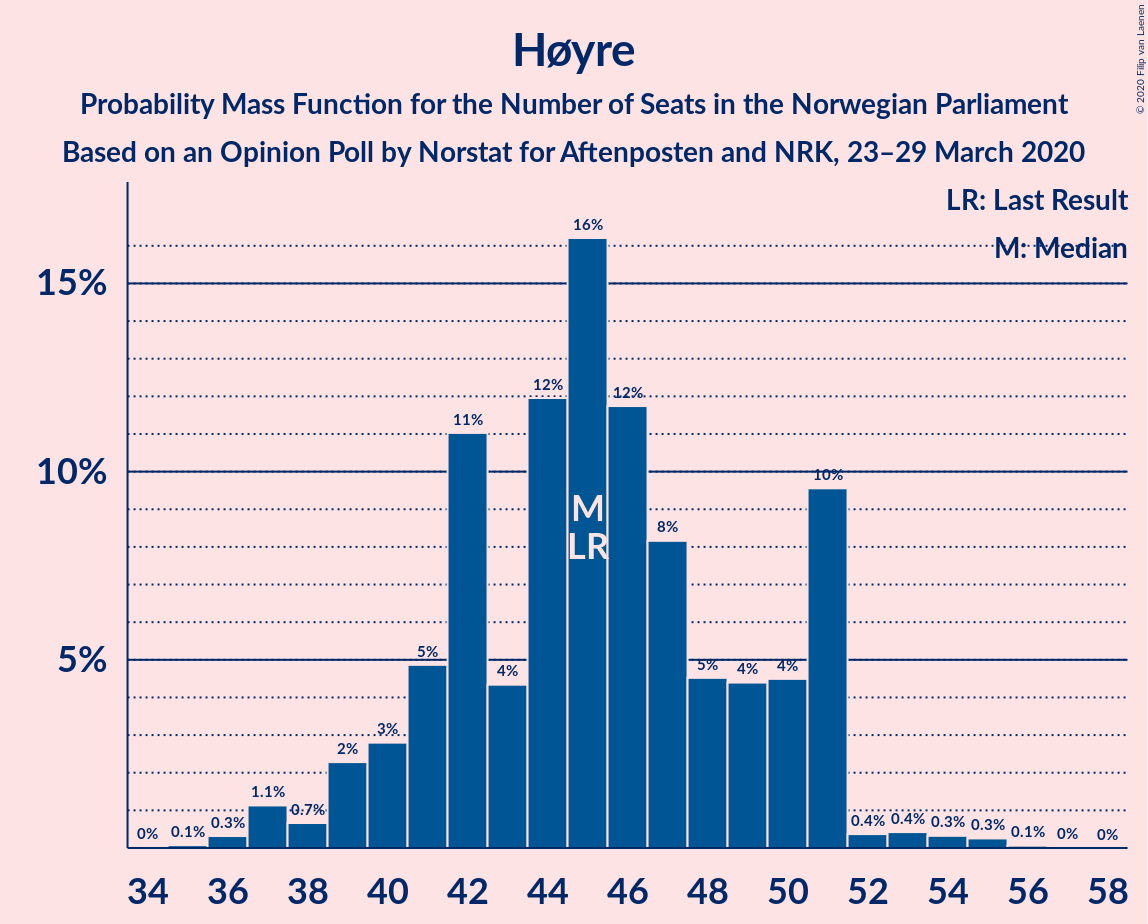 © 2020 Filip van Laenen
Høyre
Probability Mass Function for the Number of Seats in the Norwegian Parliament
Based on an Opinion Poll by Norstat for Aftenposten and NRK, 23–29 March 2020
LR: Last Result
M: Median
15%
10%
5%
0% 0.1% 0.3% 1.1% 0.7% 2% 3% 5% 11% 4% 12% 16% 12% 8% 5% 4% 4% 10% 0.4% 0.4% 0.3% 0.3% 0.1% 0% 0%
M
LR
34 36 38 40 42 44 46 48 50 52 54 56 58